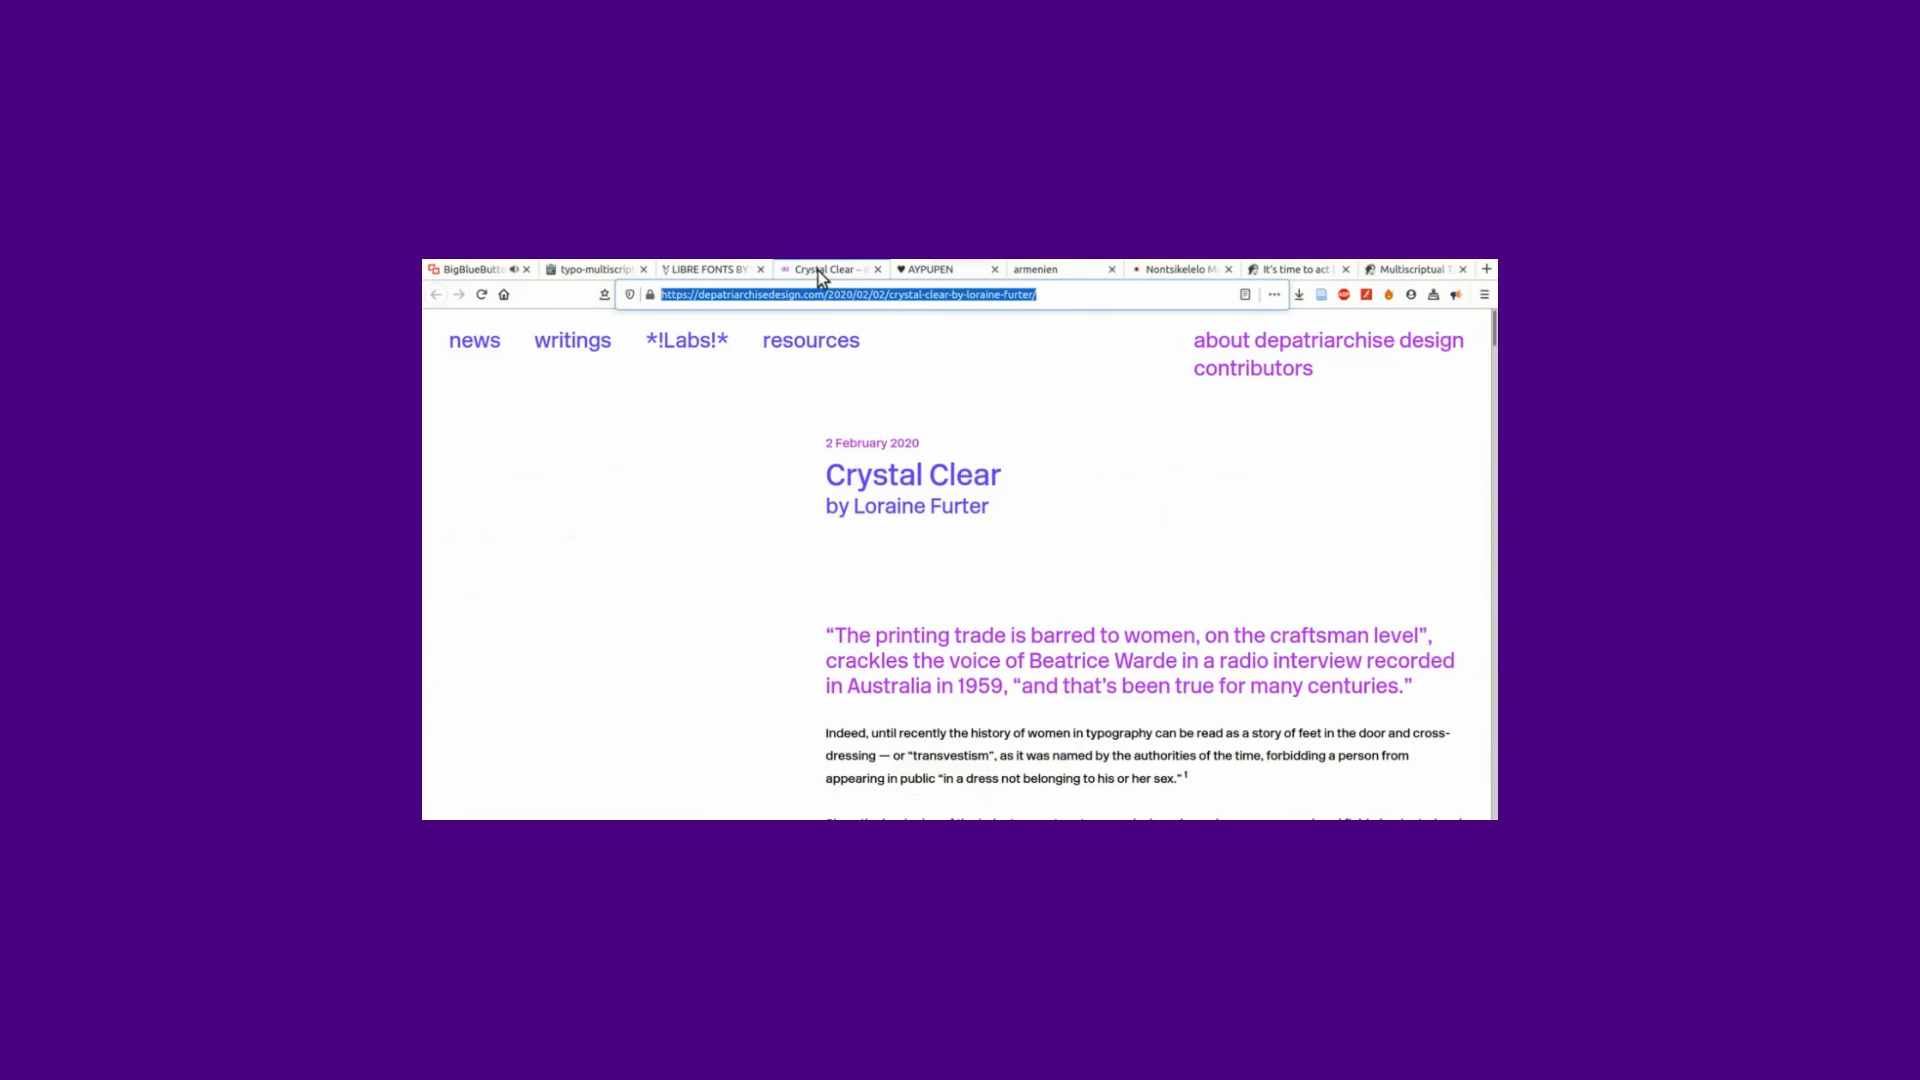 BigBlueButt
typo-multiscrip
LIBRE FONTS BY
Crystal Clear –
♥ AYPUPEN
armenien
Nontsikelelo M
It's time to act
Multiscriptual T
https://depatriarchisedesign.com/2020/02/02/crystal-clear-by-loraine-furter/
ABP
news writings *!Labs!* resources
about depatriarchise design
contributors
2 February 2020
Crystal Clear
by Loraine Furter
“The printing trade is barred to women, on the craftsman level”,
crackles the voice of Beatrice Warde in a radio interview recorded
in Australia in 1959, “and that’s been true for many centuries.”
Indeed, until recently the history of women in typography can be read as a story of feet in the door and cross-
dressing — or “transvestism”, as it was named by the authorities of the time, forbidding a person from
appearing in public “in a dress not belonging to his or her sex.” 1